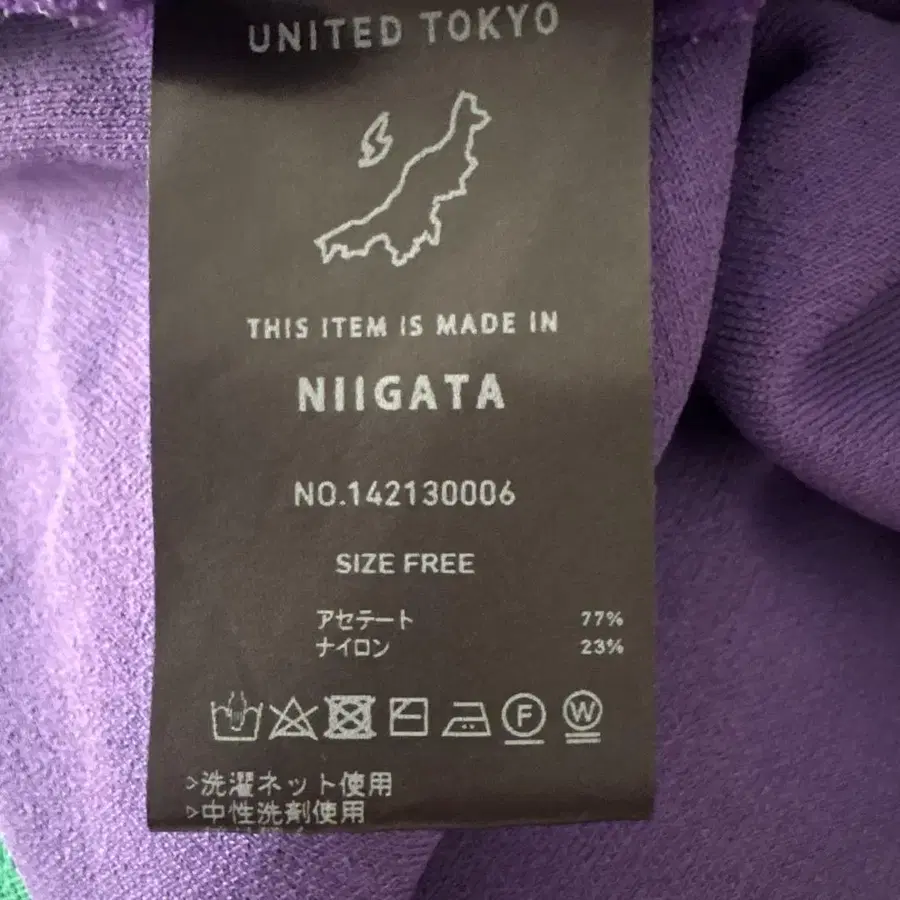 UNITED TOKYO
THIS ITEM IS MADE IN
NIIGATA
NO.142130006
SIZE FREE
アセテート 77%
ナイロン 23%
F W
>洗濯ネット使用
>中性洗剤使用